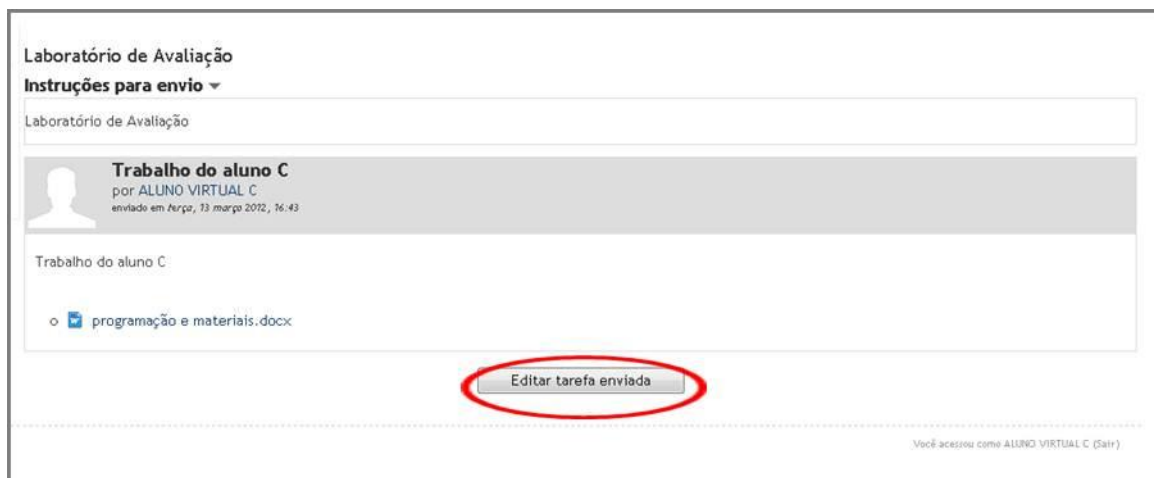 Laboratório de Avaliação
Instruções para envio
Laboratório de Avaliação
Trabalho do aluno C
por ALUNO VIRTUAL C
enviado em terça, 13 março 2012, 16:43
Trabalho do aluno C
programação e materiais.docx
Editar tarefa enviada
Você acessou como ALUNO VIRTUAL C (Sair)